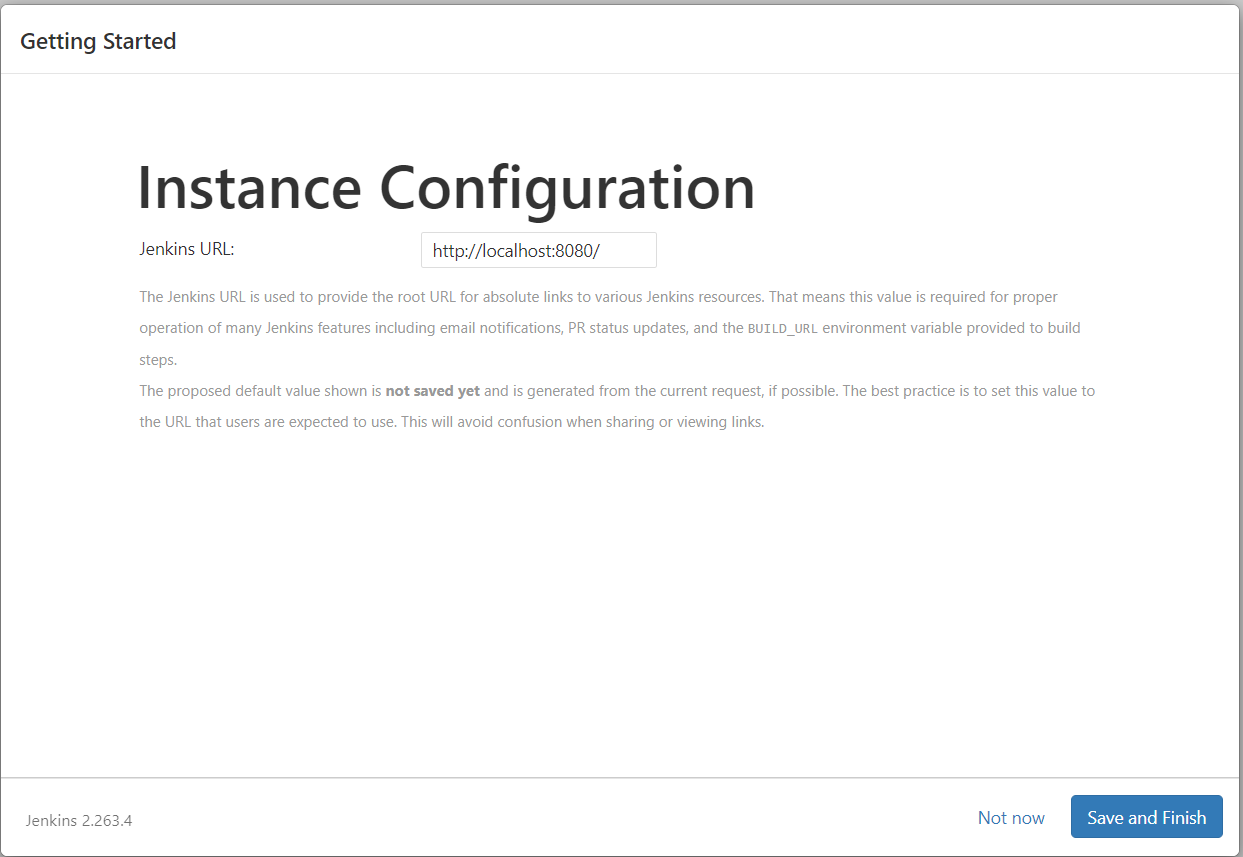 Getting Started
Instance Configuration
Jenkins URL:
http://localhost:8080/
The Jenkins URL is used to provide the root URL for absolute links to various Jenkins resources. That means this value is required for proper
operation of many Jenkins features including email notifications, PR status updates, and the BUILD_URL environment variable provided to build
steps.
The proposed default value shown is not saved yet and is generated from the current request, if possible. The best practice is to set this value to
the URL that users are expected to use. This will avoid confusion when sharing or viewing links.
Jenkins 2.263.4
Not now
Save and Finish